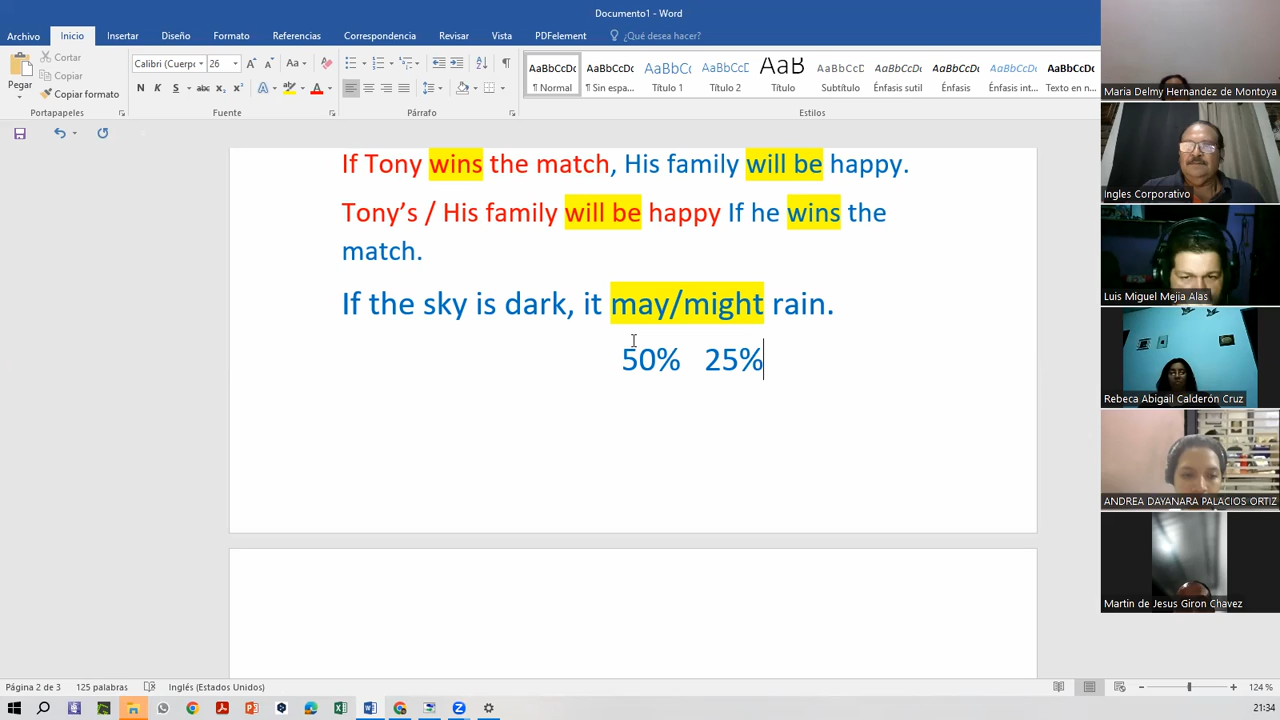 Documento1 - Word
Archivo Inicio Insertar Diseño Formato Referencias Correspondencia Revisar Vista PDFelement ¿Qué desea hacer?
Pegar
Cortar
Copiar
Copiar formato
Portapapeles
Calibri (Cuerpo 26
N K S abc x₂ x²
Fuente
Párrafo
AaBbCcDc AaBbCcDc AaBbCc AaBbCcD AaB AaBbCcD AaBbCcDc AaBbCcDc AaBbCcDc AaBbCcDc
¶ Normal ¶ Sin espa... Título 1 Título 2 Título Subtítulo Énfasis sutil Énfasis Énfasis int... Texto en n...
Estilos
If Tony wins the match, His family will be happy.
Tony’s / His family will be happy If he wins the
match.
If the sky is dark, it may/might rain.
50% 25%
Maria Delmy Hernandez de Montoya
Ingles Corporativo
Luis Miguel Mejia Alas
Rebeca Abigail Calderón Cruz
ANDREA DAYANARA PALACIOS ORTIZ
Martin de Jesus Giron Chavez
Página 2 de 3 125 palabras Inglés (Estados Unidos) 124 %
21:34